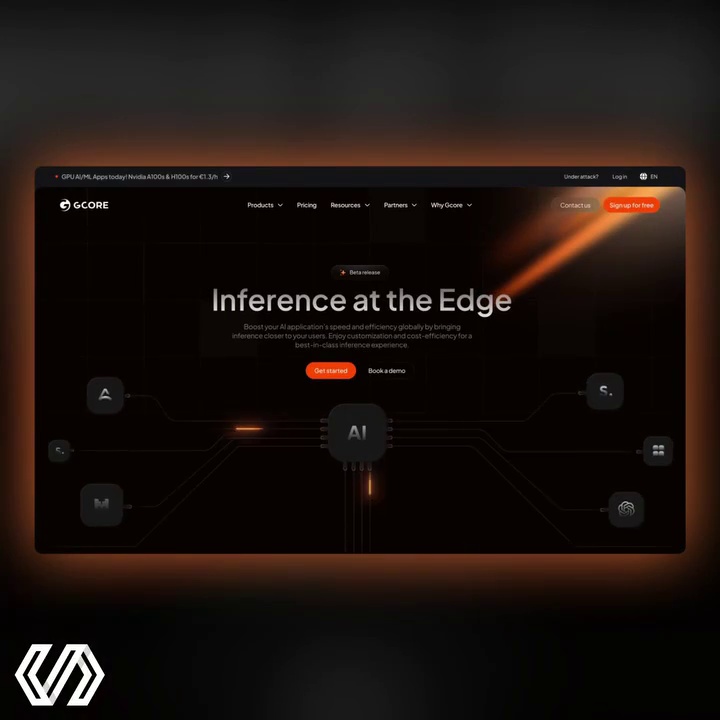 GPU AI/ML Apps today! Nvidia A100s & H100s for €1.3/h
Under attack? Log in EN
GCORE
Products Pricing Resources Partners Why Gcore
Contact us Sign up for free
Beta release
Inference at the Edge
Boost your AI application's speed and efficiency globally by bringing
inference closer to your users. Enjoy customization and cost-efficiency for a
best-in-class inference experience.
Get started Book a demo
S.
AI
s.